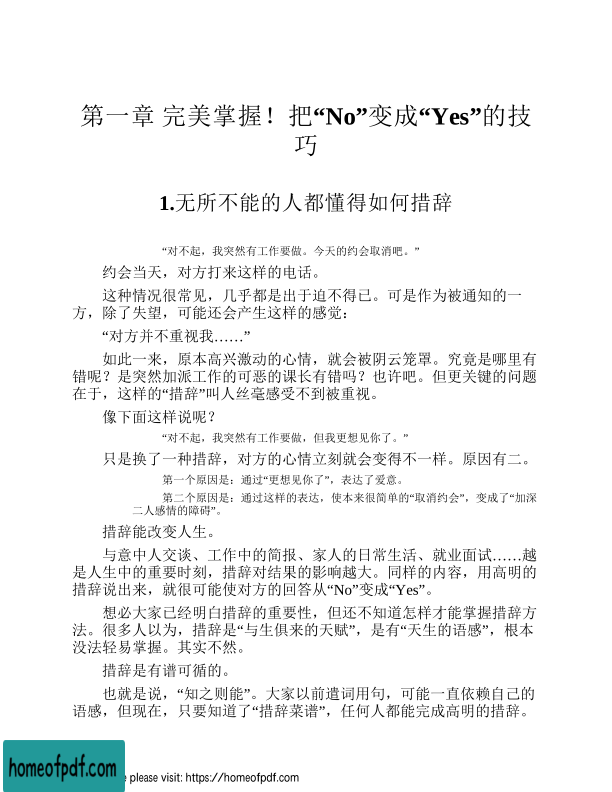 第一章 完美掌握！把“No”变成“Yes”的技
巧
1.无所不能的人都懂得如何措辞
“对不起，我突然有工作要做。今天的约会取消吧。”
约会当天，对方打来这样的电话。
这种情况很常见，几乎都是出于迫不得已。可是作为被通知的一
方，除了失望，可能还会产生这样的感觉：
“对方并不重视我……”
如此一来，原本高兴激动的心情，就会被阴云笼罩。究竟是哪里有
错呢？是突然加派工作的可恶的课长有错吗？也许吧。但更关键的问题
在于，这样的“措辞”叫人丝毫感受不到被重视。
像下面这样说呢？
“对不起，我突然有工作要做，但我更想见你了。”
只是换了一种措辞，对方的心情立刻就会变得不一样。原因有二。
第一个原因是：通过“更想见你了”，表达了爱意。
第二个原因是：通过这样的表达，使本来很简单的“取消约会”，变成了“加深
二人感情的障碍”。
措辞能改变人生。
与意中人交谈、工作中的简报、家人的日常生活、就业面试……越
是人生中的重要时刻，措辞对结果的影响越大。同样的内容，用高明的
措辞说出来，就很可能使对方的回答从“No”变成“Yes”。
想必大家已经明白措辞的重要性，但还不知道怎样才能掌握措辞方
法。很多人以为，措辞是“与生俱来的天赋”，是有“天生的语感”，根本
没法轻易掌握。其实不然。
措辞是有谱可循的。
也就是说，“知之则能”。大家以前遣词用句，可能一直依赖自己的
语感，但现在，只要知道了“措辞菜谱”，任何人都能完成高明的措辞。
homeofpdf.com
e please visit: https://homeofpdf.com